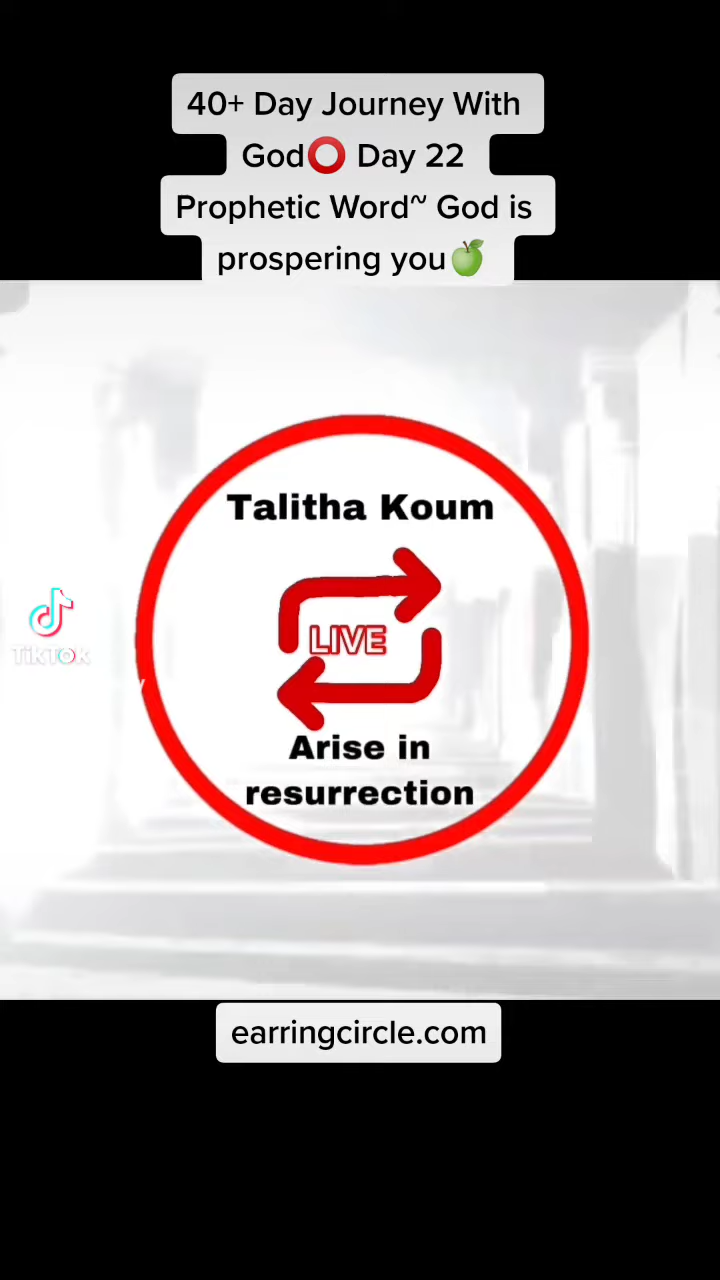 40+ Day Journey With
God⭕ Day 22
Prophetic Word~ God is
prospering you🍏
Talitha Koum
LIVE
Arise in
resurrection
TikTok
earringcircle.com